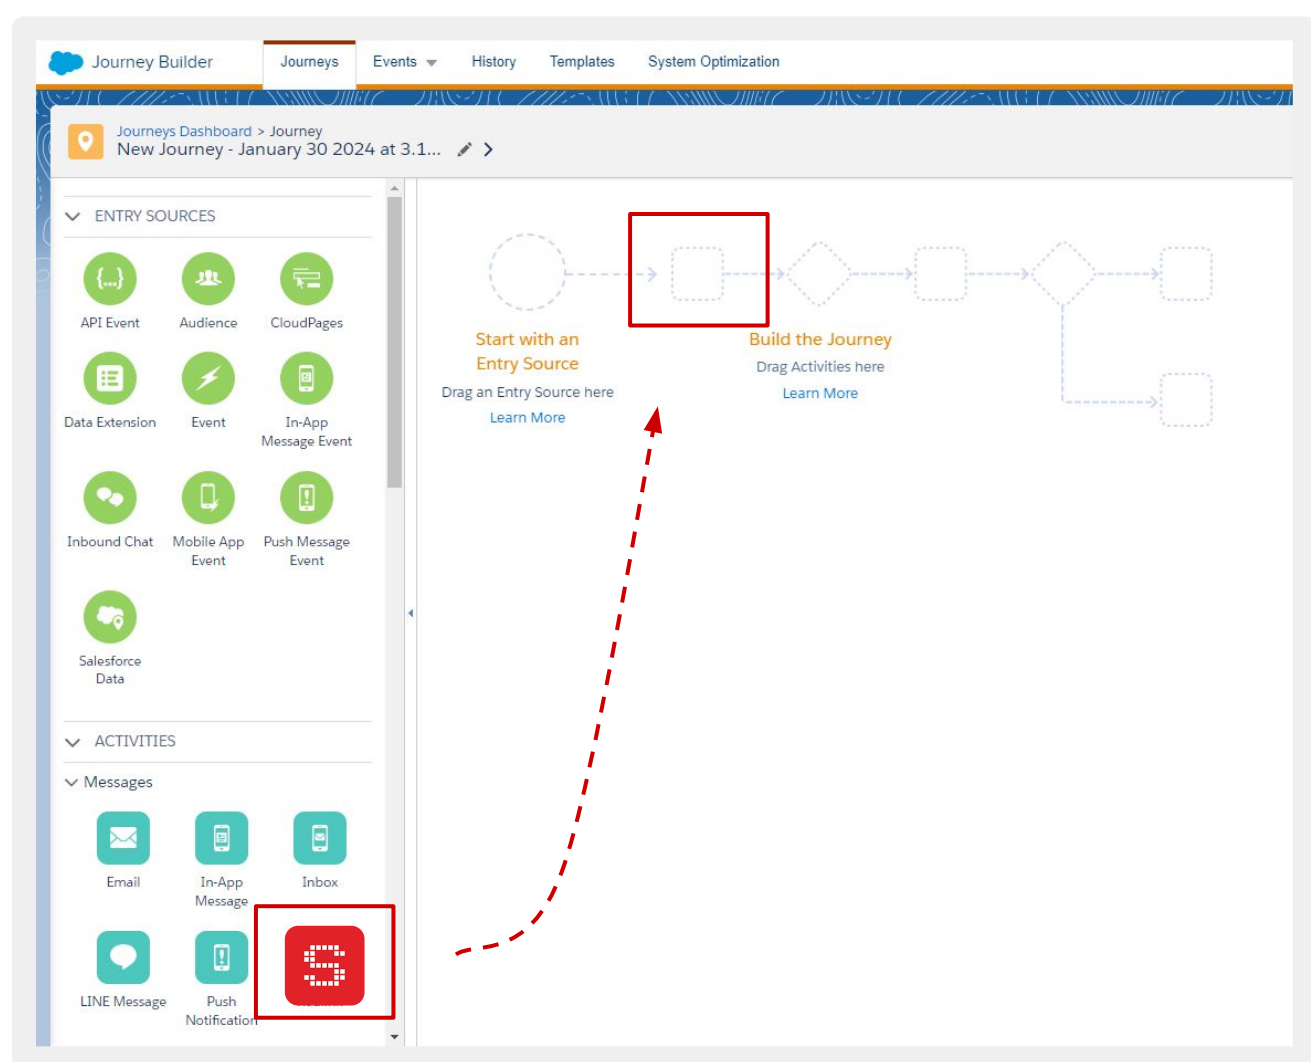 Journey Builder
Journeys
Events
History
Templates
System Optimization
Journeys Dashboard > Journey
New Journey - January 30 2024 at 3.1...
ENTRY SOURCES
{...}
API Event
Audience
CloudPages
Data Extension
Event
In-App
Message Event
Inbound Chat
Mobile App
Event
Push Message
Event
Salesforce
Data
ACTIVITIES
Messages
Email
In-App
Message
Inbox
LINE Message
Push
Notification
S
Start with an
Entry Source
Drag an Entry Source here
Learn More
Build the Journey
Drag Activities here
Learn More